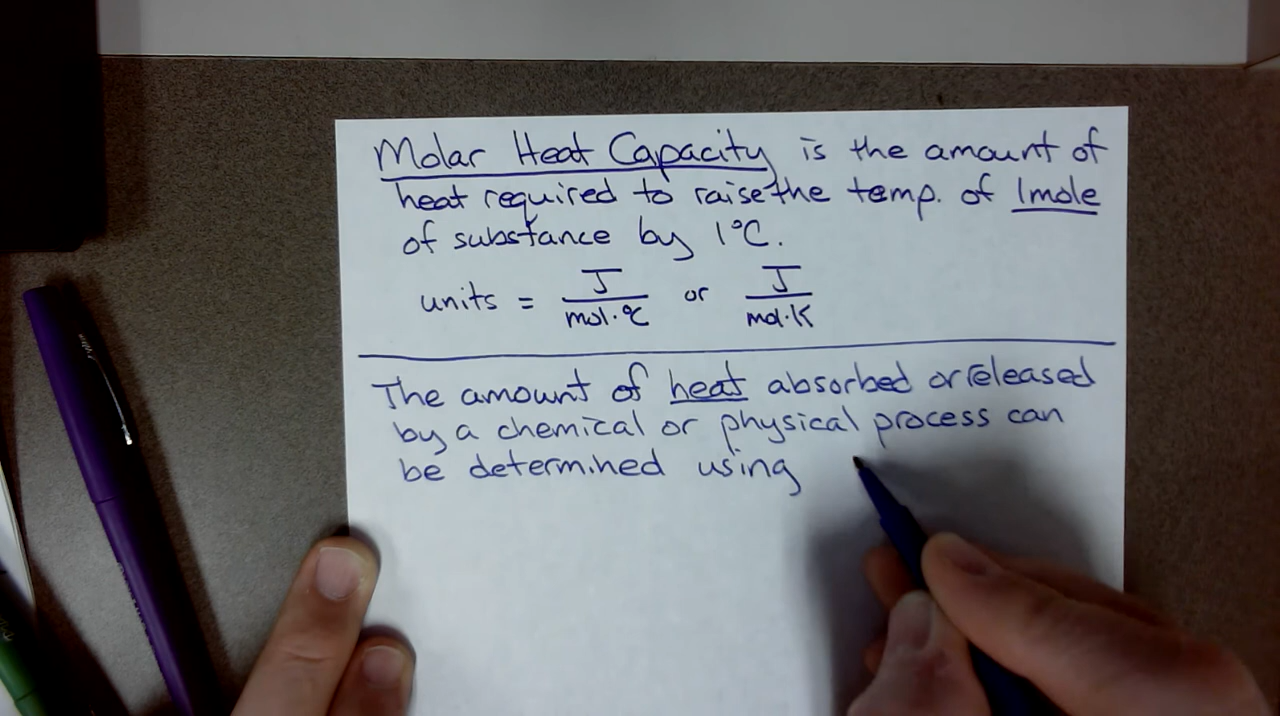 Molar Heat Capacity is the amount of
heat required to raise the temp. of 1 mole
of substance by 1°C.
units = J/mol·°C or J/mol·K
The amount of heat absorbed or released
by a chemical or physical process can
be determined using